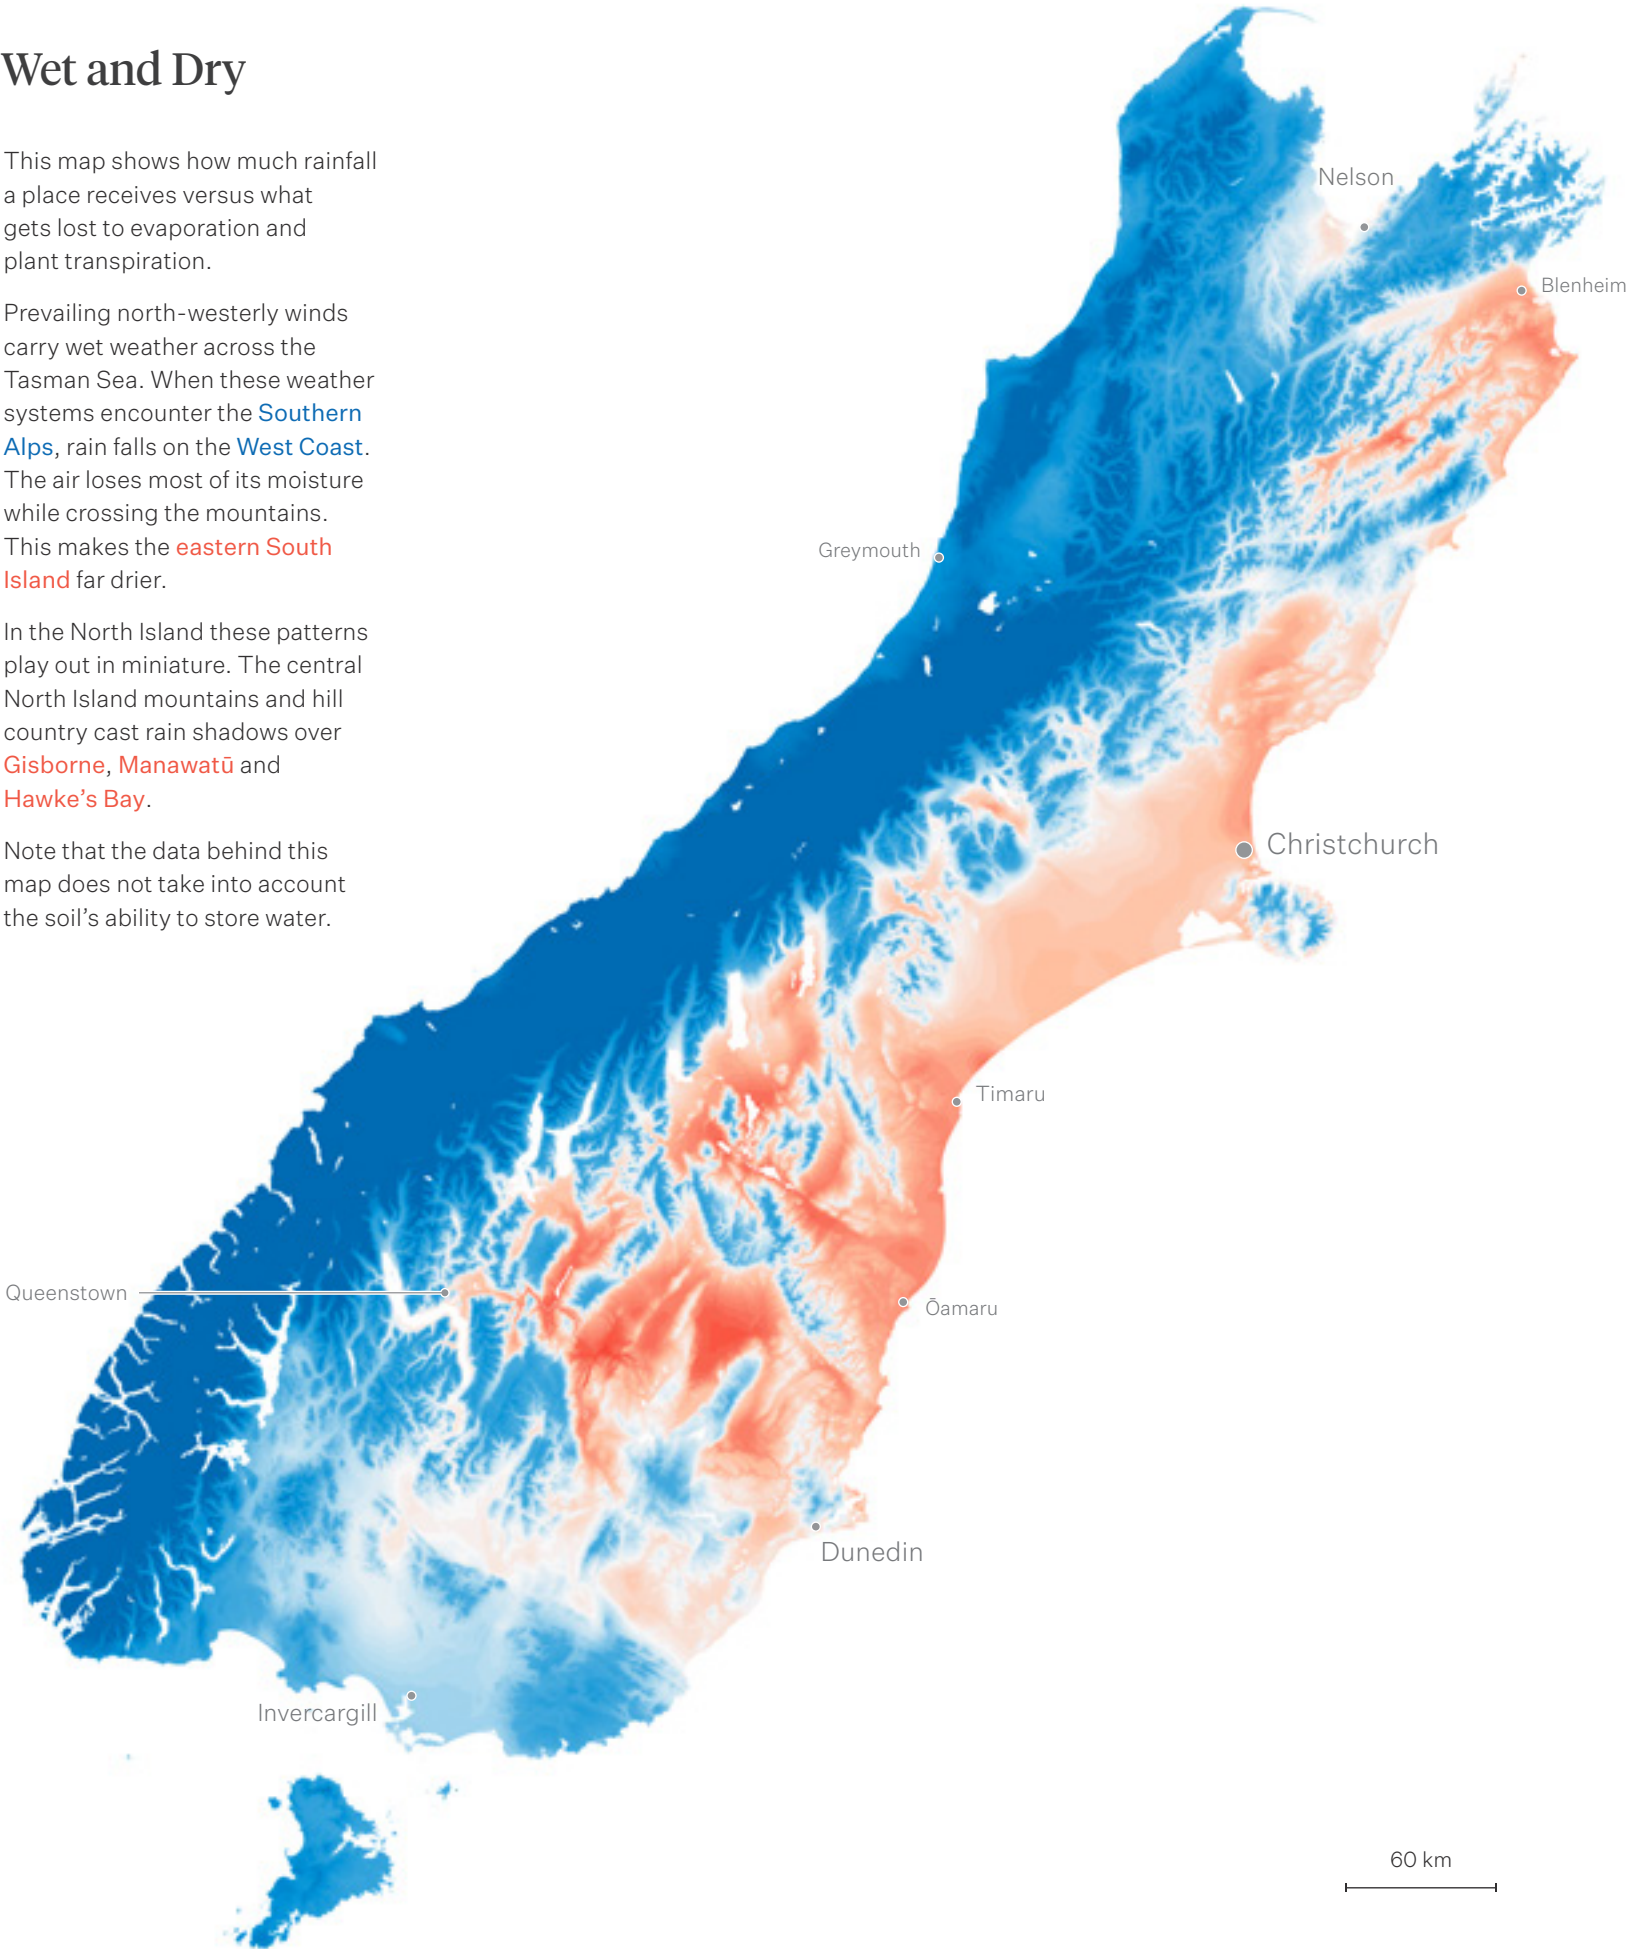 Wet and Dry
This map shows how much rainfall
a place receives versus what
gets lost to evaporation and
plant transpiration.
Prevailing north-westerly winds
carry wet weather across the
Tasman Sea. When these weather
systems encounter the Southern
Alps, rain falls on the West Coast.
The air loses most of its moisture
while crossing the mountains.
This makes the eastern South
Island far drier.
In the North Island these patterns
play out in miniature. The central
North Island mountains and hill
country cast rain shadows over
Gisborne, Manawatū and
Hawke’s Bay.
Note that the data behind this
map does not take into account
the soil’s ability to store water.
Nelson
Blenheim
Greymouth
Christchurch
Timaru
Queenstown
Ōamaru
Dunedin
Invercargill
60 km